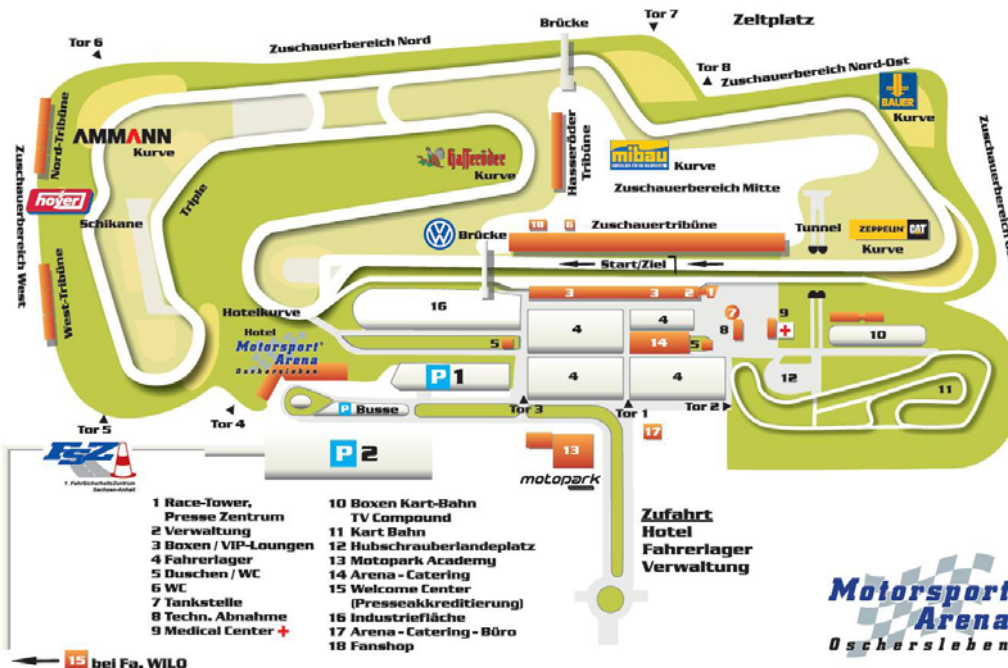 Tor 7
Zeltplatz
Brücke
Tor 6
Zuschauerbereich Nord
Tor 8
Zuschauerbereich Nord-Ost
BAUER
Kurve
Nord-Tribüne
AMMANN
Kurve
Hasseröder
Kurve
Hasseröder
Tribüne
mibau
Kurve
Zuschauerbereich Mitte
Zuschauerbereich
Zuschauerbereich West
hoyer
Schikane
Triple
West-Tribüne
Brücke
18
6
Zuschauertribüne
Tunnel
ZEPPELIN CAT
Kurve
Start/Ziel
Hotelkurve
16
3
3
2
1
7
9
4
4
8
10
Hotel
Motorsport
Arena
Oschersleben
5
14
5
P 1
4
4
12
11
P Busse
Tor 3
Tor 1
Tor 2
Tor 5
Tor 4
17
FSZ
1. FahrSicherheitsZentrum
Sachsen-Anhalt
P 2
13
motopark
1 Race-Tower,
Presse Zentrum
2 Verwaltung
3 Boxen / VIP-Loungen
4 Fahrerlager
5 Duschen / WC
6 WC
7 Tankstelle
8 Techn. Abnahme
9 Medical Center
10 Boxen Kart-Bahn
TV Compound
11 Kart Bahn
12 Hubschrauberlandeplatz
13 Motopark Academy
14 Arena - Catering
15 Welcome Center
(Presseakkreditierung)
16 Industriefläche
17 Arena - Catering - Büro
18 Fanshop
Zufahrt
Hotel
Fahrerlager
Verwaltung
Motorsport
Arena
Oschersleben
15 bei Fa. WILO